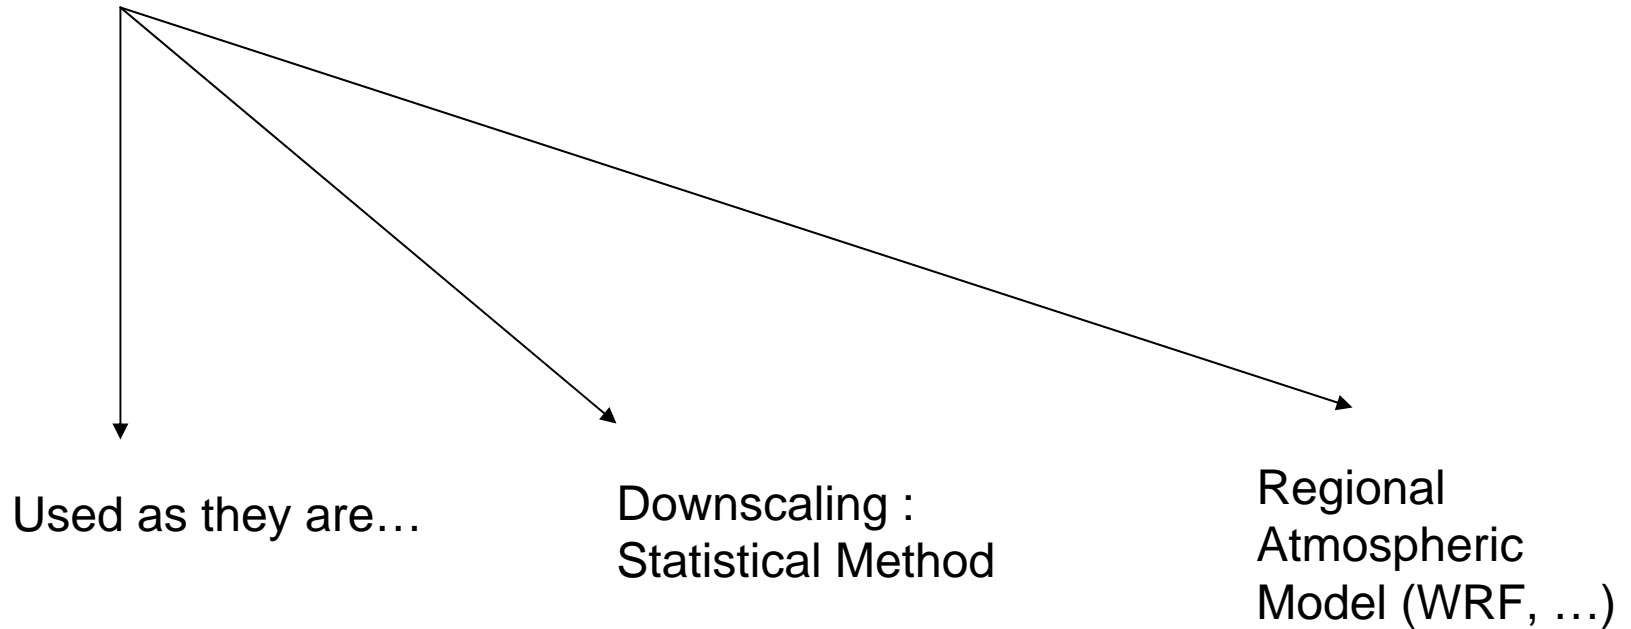 Used as they are…
Downscaling :
Statistical Method
Regional
Atmospheric
Model (WRF, …)